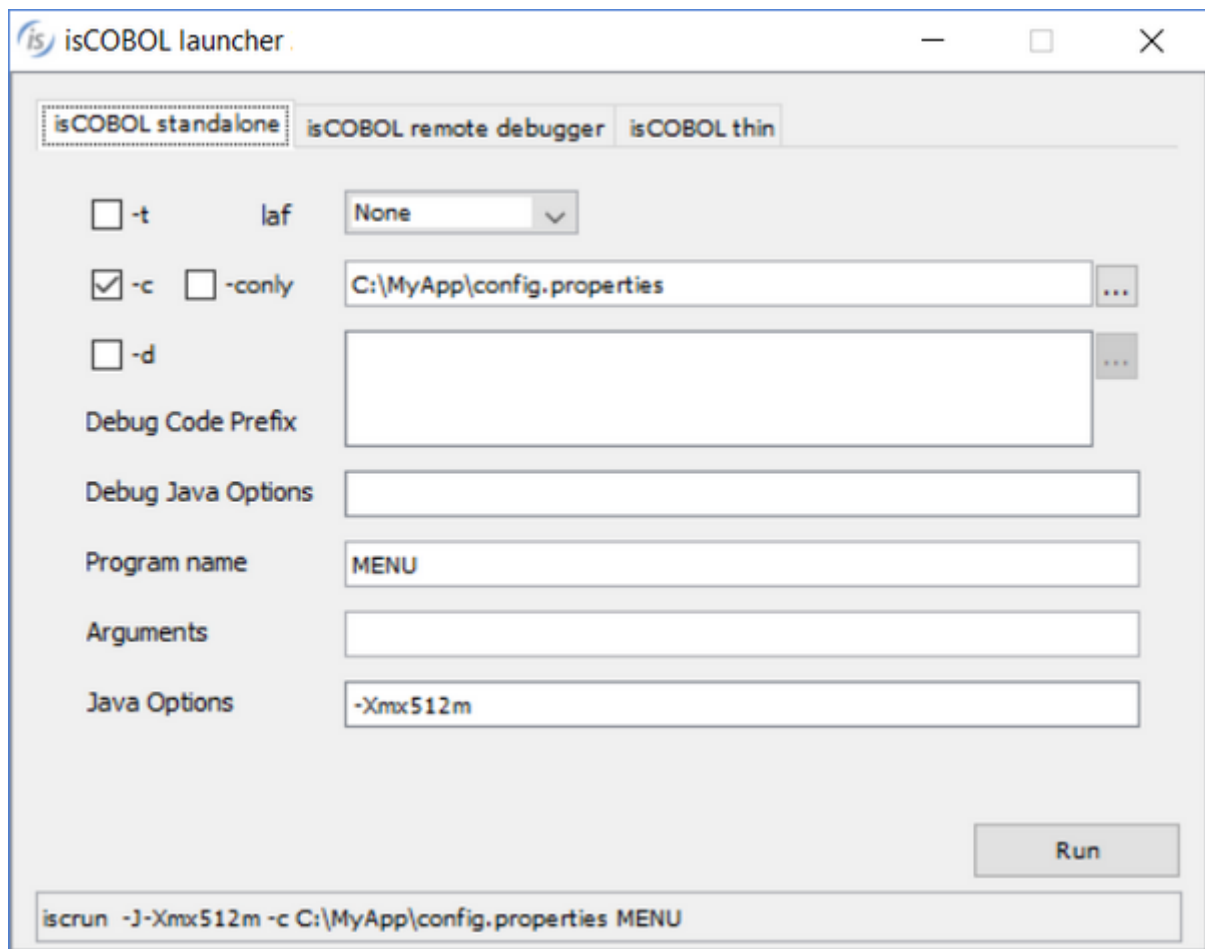 is isCOBOL launcher
isCOBOL standalone isCOBOL remote debugger isCOBOL thin
-t laf None
-c -conly C:\MyApp\config.properties ...
-d ...
Debug Code Prefix
Debug Java Options
Program name MENU
Arguments
Java Options -Xmx512m
Run
iscrun -J-Xmx512m -c C:\MyApp\config.properties MENU